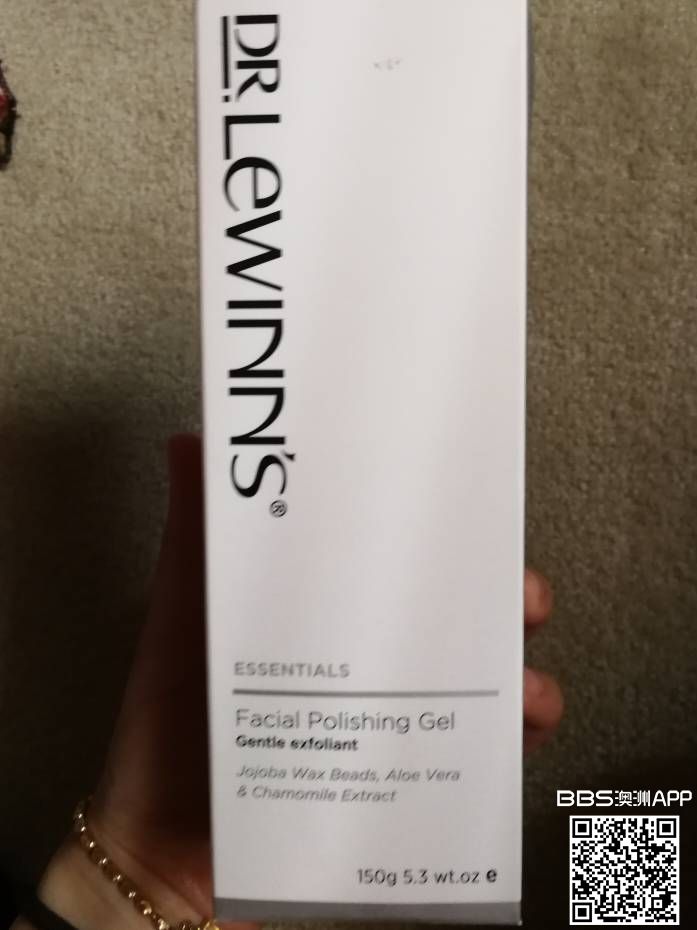 DR. LEWINN'S®
ESSENTIALS
Facial Polishing Gel
Gentle exfoliant
Jojoba Wax Beads, Aloe Vera
& Chamomile Extract
150g 5.3 wt.oz e
BBS澳洲APP